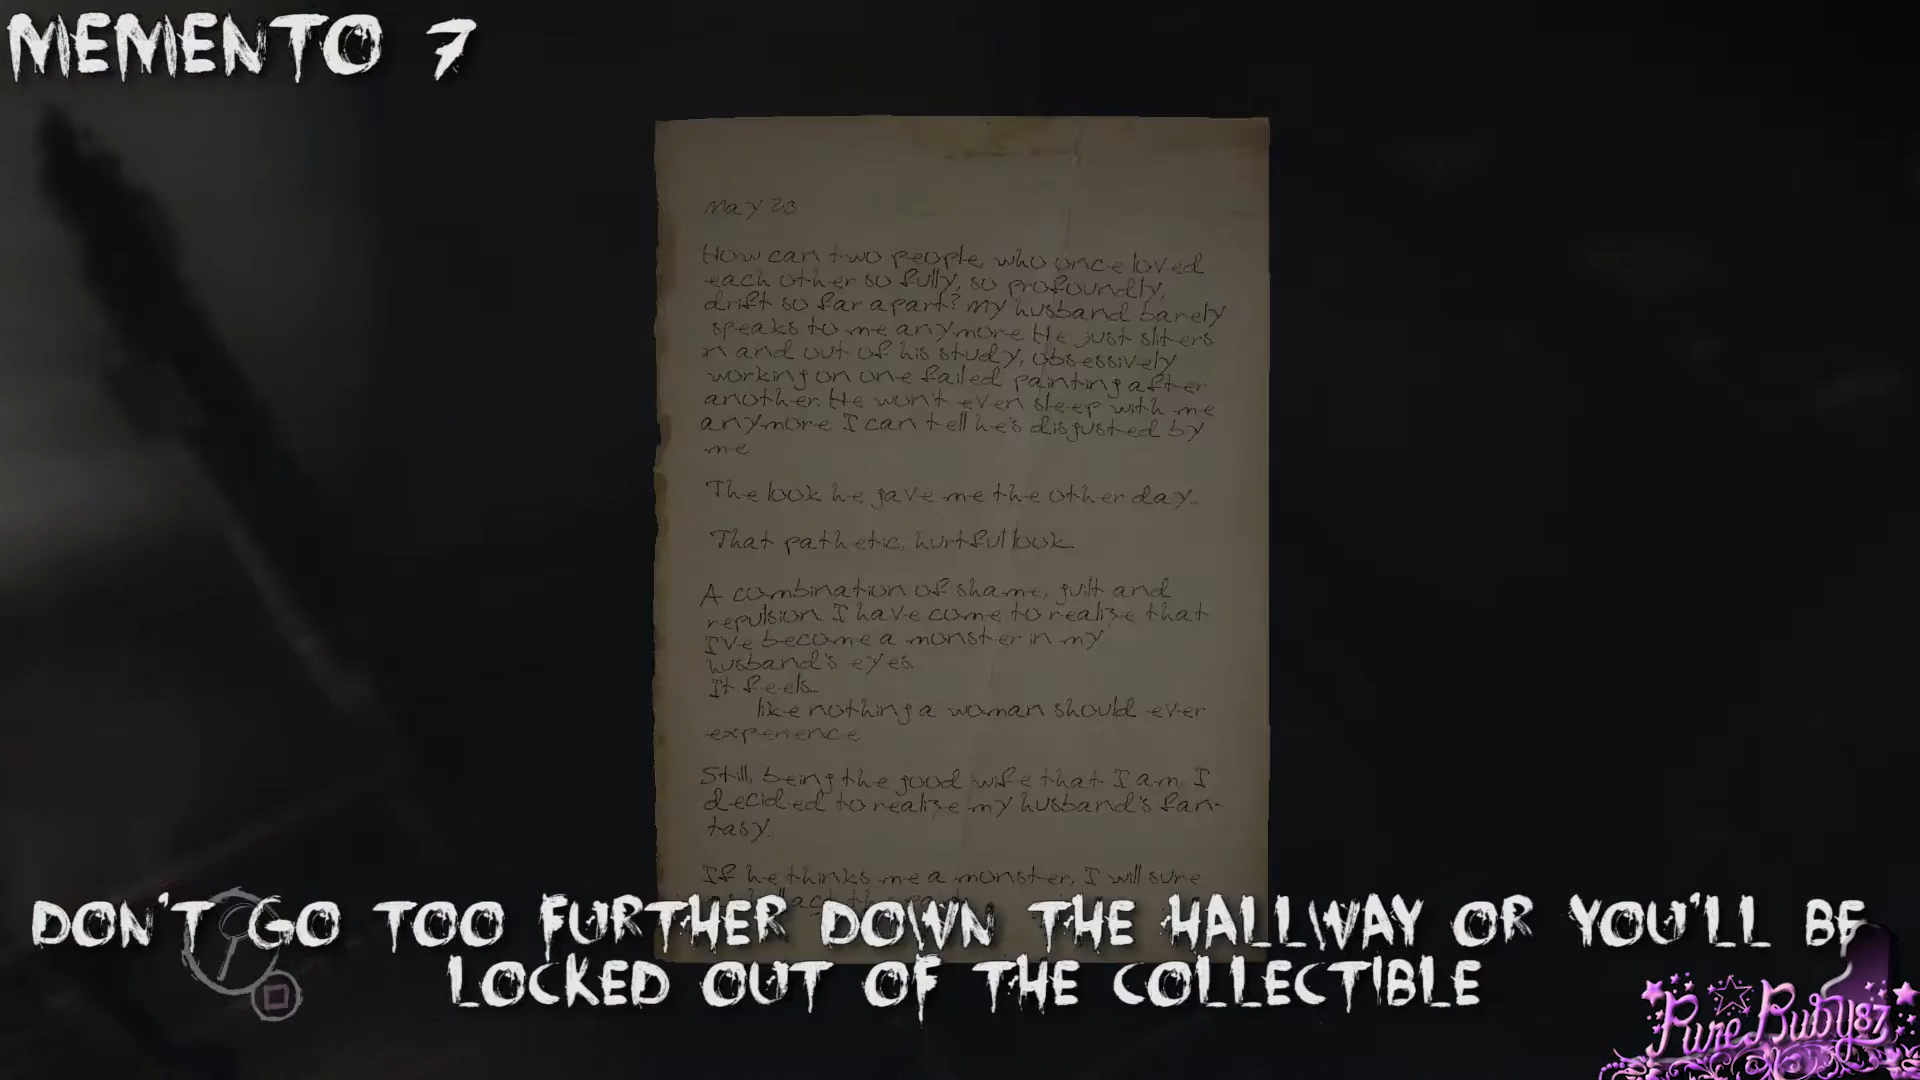 MEMENTO 7
May 23
How can two people, who once loved
each other so fully, so profoundly,
drift so far apart? My husband barely
speaks to me anymore. He just sliters
in and out of his study, obsessively
working on one failed painting after
another. He won't even sleep with me
anymore. I can tell he's disgusted by
me.
The look he gave me the other day...
That pathetic, hurtful look.
A combination of shame, guilt and
repulsion. I have come to realize that
I've become a monster in my
husband's eyes.
It feels...
like nothing a woman should ever
experience.
Still, being the good wife that I am, I
decided to realize my husband's fan-
tasy.
If he thinks me a monster, I will sure
DON'T GO TOO FURTHER DOWN THE HALLWAY OR YOU'LL BE
LOCKED OUT OF THE COLLECTIBLE
PureBuby87